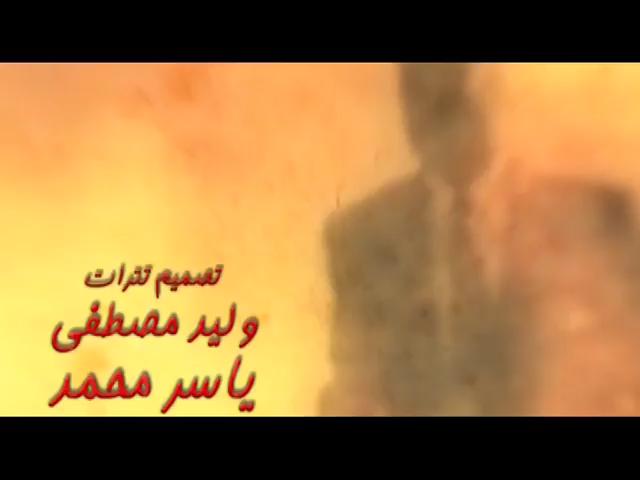 تصميم تترات
وليد مصطفى
ياسر محمد